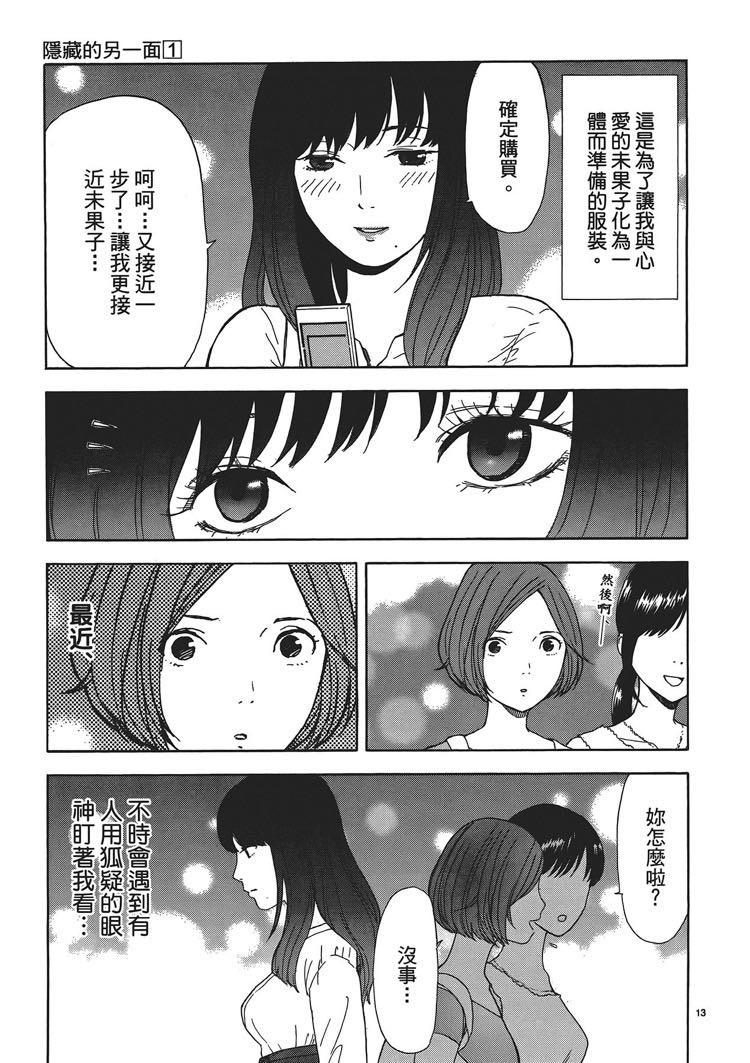 隱藏的另一面1
這是為了讓我與心
愛的未果子化為一
體而準備的服裝。
確定購買。
呵呵…又接近一
步了…讓我更接
近未果子…
然後啊──
最近、
妳怎麼啦?
沒事…
不時會遇到有
人用狐疑的眼
神盯著我看…
13